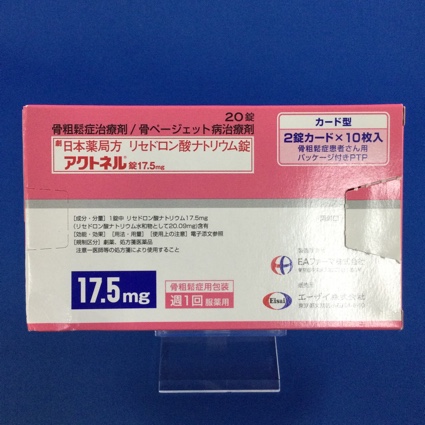 20錠
骨粗鬆症治療剤/骨ページェット病治療剤
劇 日本薬局方 リセドロン酸ナトリウム錠
アクトネル錠17.5mg
カード型
2錠カード×10枚入
骨粗鬆症患者さん用
パッケージ付きPTP
[成分・分量] 1錠中 リセドロン酸ナトリウム17.5mg
(リセドロン酸ナトリウム水和物として20.09mg)含有
[効能・効果] [用法・用量] [使用上の注意] 電子添文参照
[規制区分] 劇薬、処方箋医薬品
注意―医師等の処方箋により使用すること
EAファーマ株式会社
17.5mg
骨粗鬆症用包装
週1回 服薬用
Eisai エーザイ株式会社